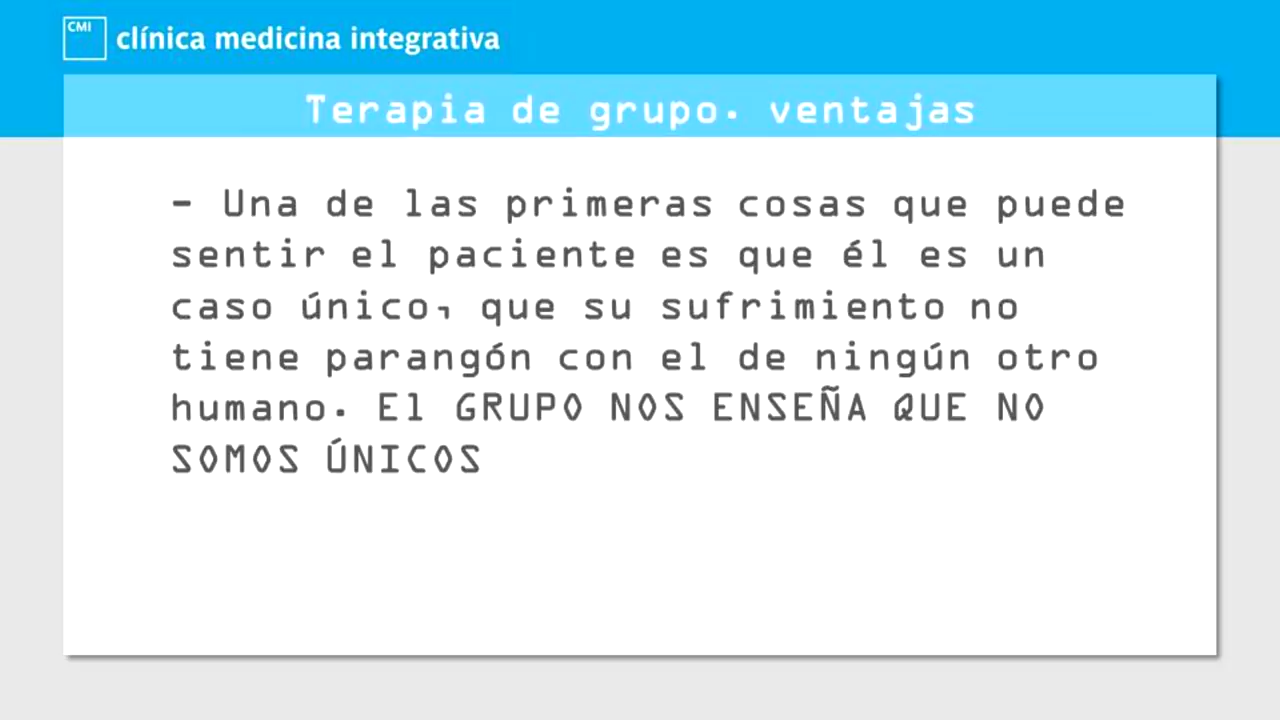 CMI
clínica medicina integrativa
Terapia de grupo. ventajas
- Una de las primeras cosas que puede
sentir el paciente es que él es un
caso único, que su sufrimiento no
tiene parangón con el de ningún otro
humano. El GRUPO NOS ENSEÑA QUE NO
SOMOS ÚNICOS